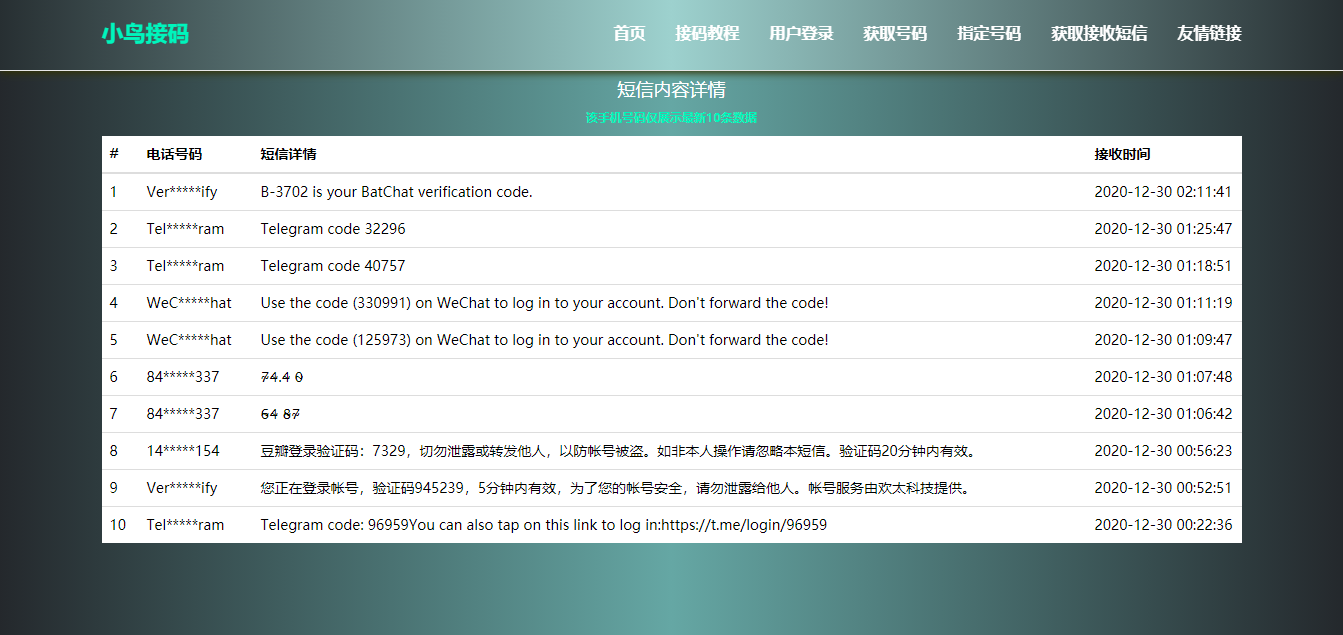 小鸟接码
首页 接码教程 用户登录 获取号码 指定号码 获取接收短信 友情链接
短信内容详情
该手机号码仅展示最新10条数据
# 电话号码 短信详情 接收时间
1 Ver*****ify B-3702 is your BatChat verification code. 2020-12-30 02:11:41
2 Tel*****ram Telegram code 32296 2020-12-30 01:25:47
3 Tel*****ram Telegram code 40757 2020-12-30 01:18:51
4 WeC*****hat Use the code (330991) on WeChat to log in to your account. Don't forward the code! 2020-12-30 01:11:19
5 WeC*****hat Use the code (125973) on WeChat to log in to your account. Don't forward the code! 2020-12-30 01:09:47
6 84*****337 74.4 0 2020-12-30 01:07:48
7 84*****337 64 87 2020-12-30 01:06:42
8 14*****154 豆瓣登录验证码：7329，切勿泄露或转发他人，以防帐号被盗。如非本人操作请忽略本短信。验证码20分钟内有效。 2020-12-30 00:56:23
9 Ver*****ify 您正在登录帐号，验证码945239，5分钟内有效，为了您的帐号安全，请勿泄露给他人。帐号服务由欢太科技提供。 2020-12-30 00:52:51
10 Tel*****ram Telegram code: 96959You can also tap on this link to log in:https://t.me/login/96959 2020-12-30 00:22:36